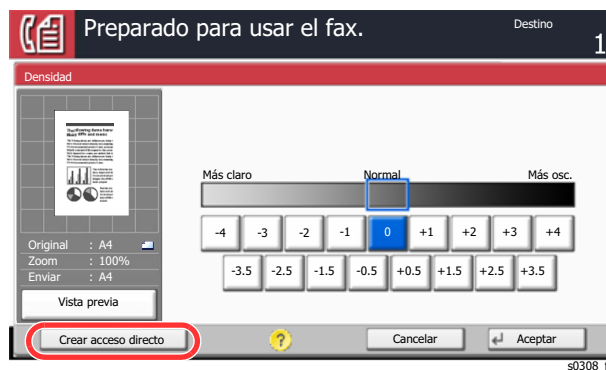 Preparado para usar el fax.
Destino
1
Densidad
Más claro
Normal
Más osc.
-4 -3 -2 -1 0 +1 +2 +3 +4
-3.5 -2.5 -1.5 -0.5 +0.5 +1.5 +2.5 +3.5
Original : A4
Zoom : 100%
Enviar : A4
Vista previa
Crear acceso directo
?
Cancelar
Aceptar
s0308